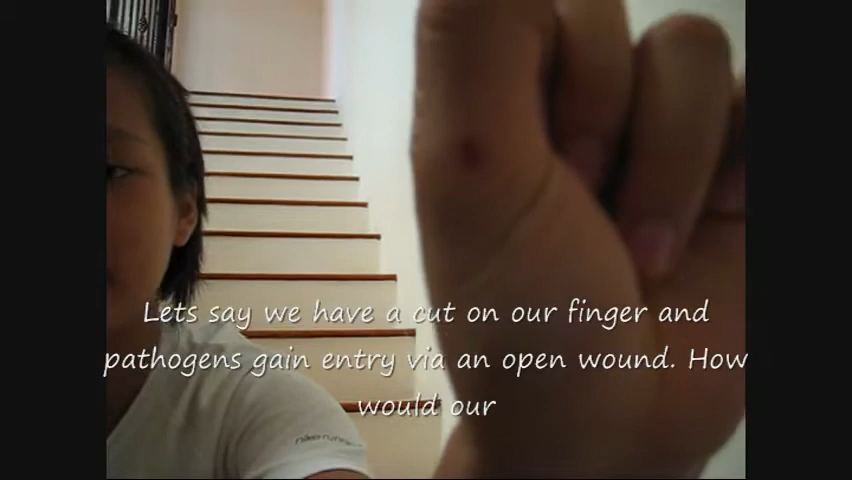 Lets say we have a cut on our finger and
pathogens gain entry via an open wound. How
would our